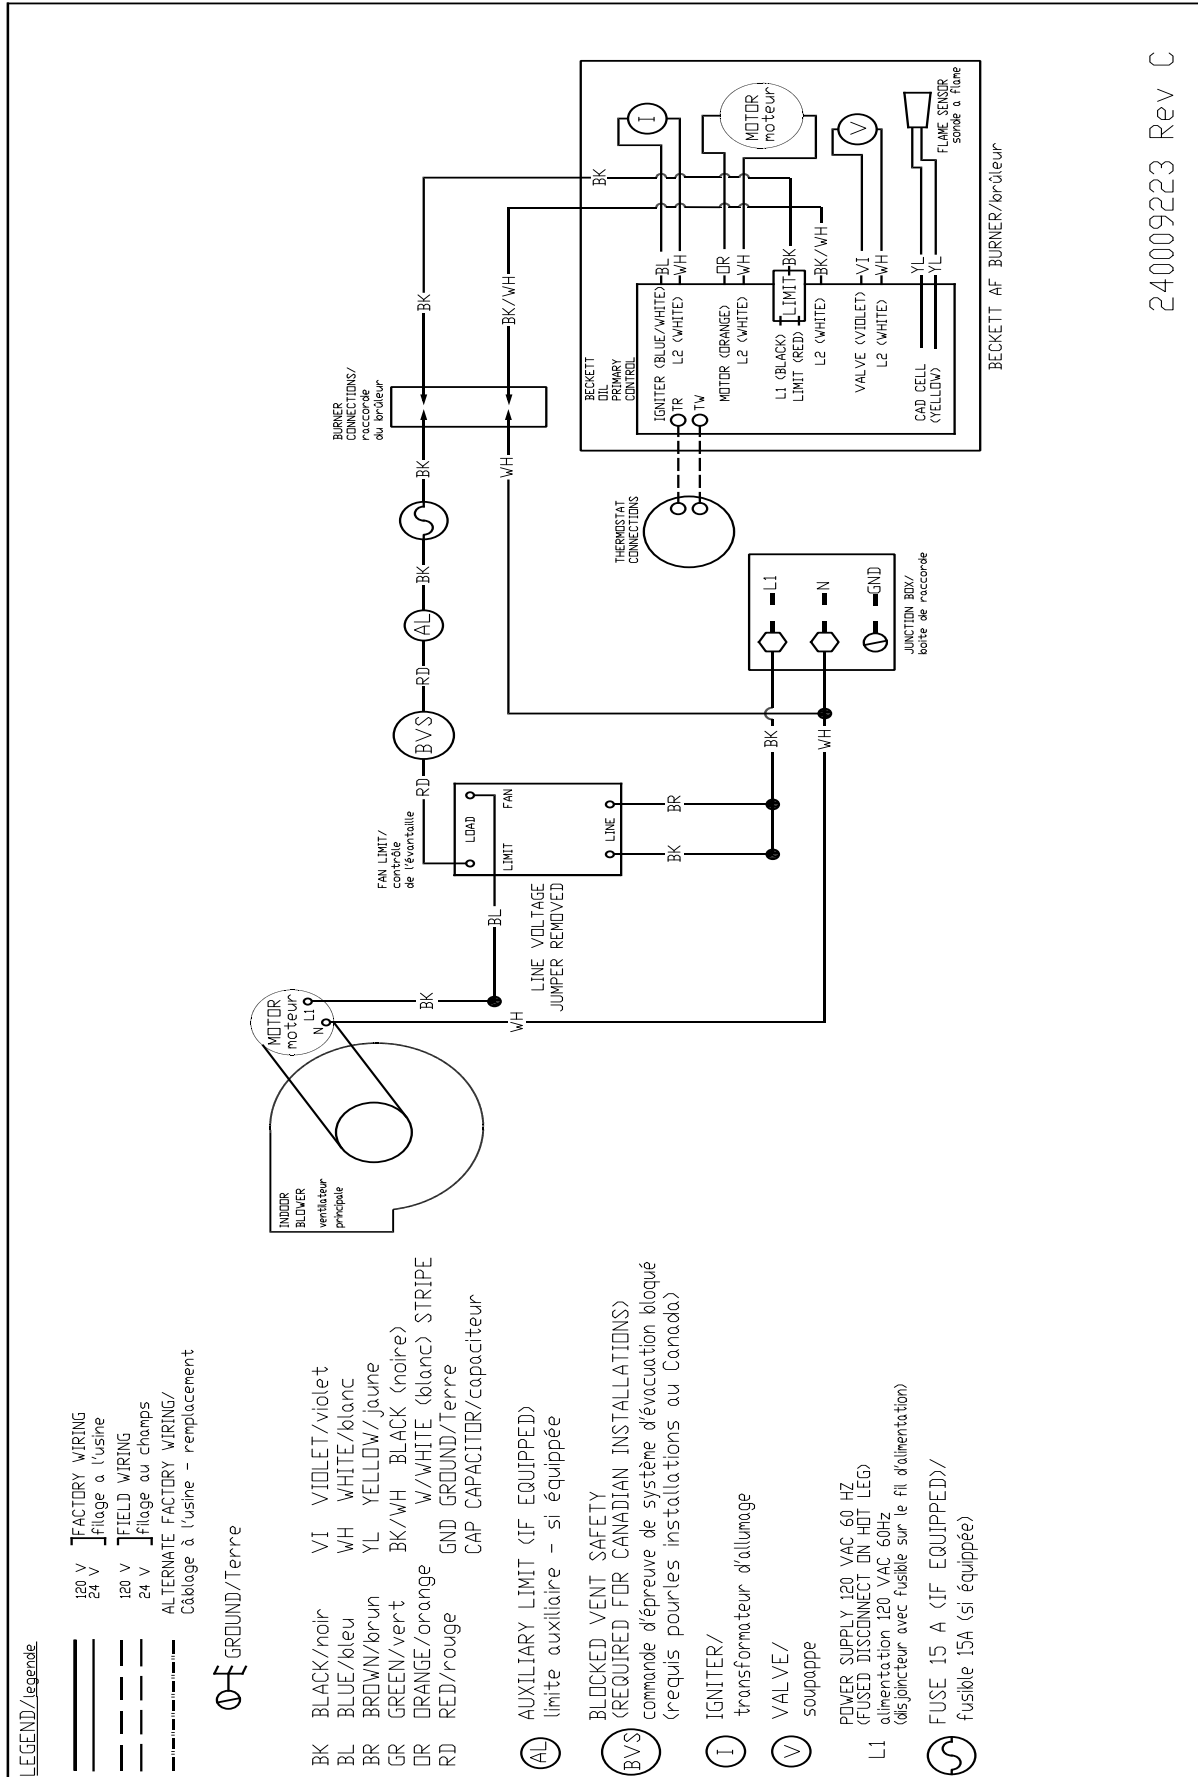 LEGEND/legende
120 V
24 V
FACTORY WIRING
filage a l'usine
120 V
24 V
FIELD WIRING
filage au champs
ALTERNATE FACTORY WIRING/
Câblage à l'usine - remplacement
GROUND/Terre
BK BLACK/noir
BL BLUE/bleu
BR BROWN/brun
GR GREEN/vert
OR ORANGE/orange
RD RED/rouge
VI VIOLET/violet
WH WHITE/blanc
YL YELLOW/jaune
BK/WH BLACK (noire)
W/WHITE (blanc) STRIPE
GND GROUND/Terre
CAP CAPACITOR/capaciteur
AL
AUXILIARY LIMIT (IF EQUIPPED)
limite auxiliaire - si équippée
BVS
BLOCKED VENT SAFETY
(REQUIRED FOR CANADIAN INSTALLATIONS)
commande d'épreuve de système d'évacuation bloqué
(requis pourles installations au Canada)
I
IGNITER/
transformateur d'allumage
V
VALVE/
soupappe
L1
POWER SUPPLY 120 VAC 60 HZ
(FUSED DISCONNECT ON HOT LEG)
alimentation 120 VAC 60Hz
(disjoincteur avec fusible sur le fil d'alimentation)
FUSE 15 A (IF EQUIPPED)/
fusible 15A (si équippée)
INDOOR
BLOWER
ventilateur
principale
MOTOR
moteur
L1
N
BK
WH
BL
LINE VOLTAGE
JUMPER REMOVED
FAN LIMIT/
contrôle
de l'évantaille
LOAD
LIMIT
FAN
LINE
BK
BR
RD
BVS
RD
AL
BK
BK
BK
WH
WH
BURNER
CONNECTIONS/
raccorde
du brûleur
BK
BK/WH
BK
JUNCTION BOX/
boite de raccorde
L1
N
GND
THERMOSTAT
CONNECTIONS
BECKETT
OIL
PRIMARY
CONTROL
TR
TW
IGNITER (BLUE/WHITE)
L2 (WHITE)
MOTOR (ORANGE)
L2 (WHITE)
L1 (BLACK)
LIMIT (RED)
LIMIT
L2 (WHITE)
VALVE (VIOLET)
L2 (WHITE)
CAD CELL
(YELLOW)
BL
WH
OR
WH
BK
BK/WH
VI
WH
YL
YL
I
MOTOR
moteur
V
FLAME SENSOR
sonde a flame
BECKETT AF BURNER/brûleur
240009223 Rev C